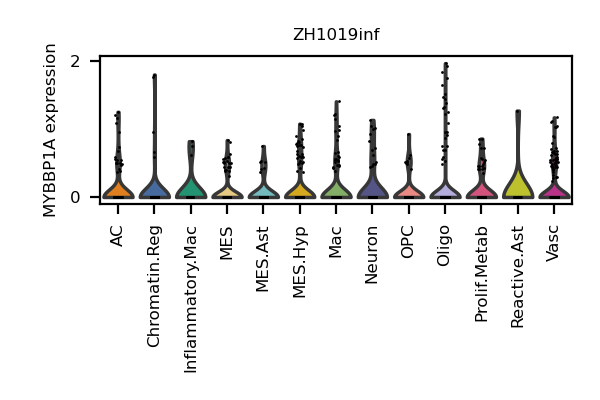 ZH1019inf
MYBBP1A expression
2
0
AC
Chromatin.Reg
Inflammatory.Mac
MES
MES.Ast
MES.Hyp
Mac
Neuron
OPC
Oligo
Prolif.Metab
Reactive.Ast
Vasc